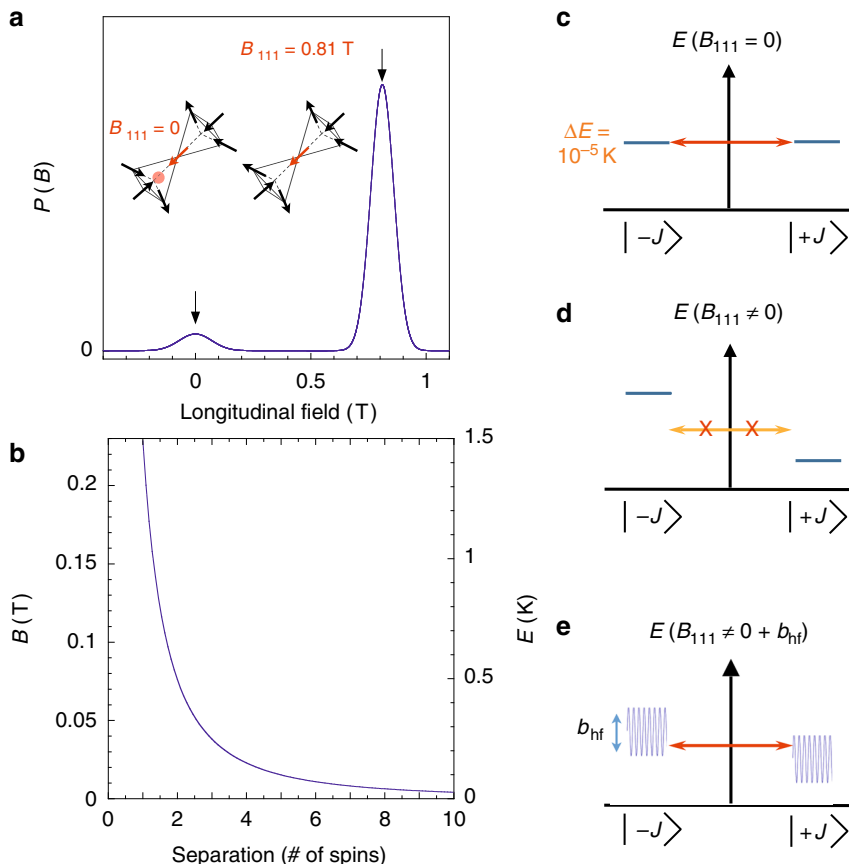 a
B 111 = 0.81 T
B 111 = 0
P (B)
0
0 0.5 1
Longitudinal field (T)
b
0.2
0.15
0.1
0.05
0
B (T)
1.5
1
0.5
0
E (K)
0 2 4 6 8 10
Separation (# of spins)
c
E (B111 = 0)
ΔE =
10–5 K
| –J ⟩ | +J ⟩
d
E (B111 ≠ 0)
X X
| –J ⟩ | +J ⟩
e
E (B111 ≠ 0 + bhf)
bhf
| –J ⟩ | +J ⟩